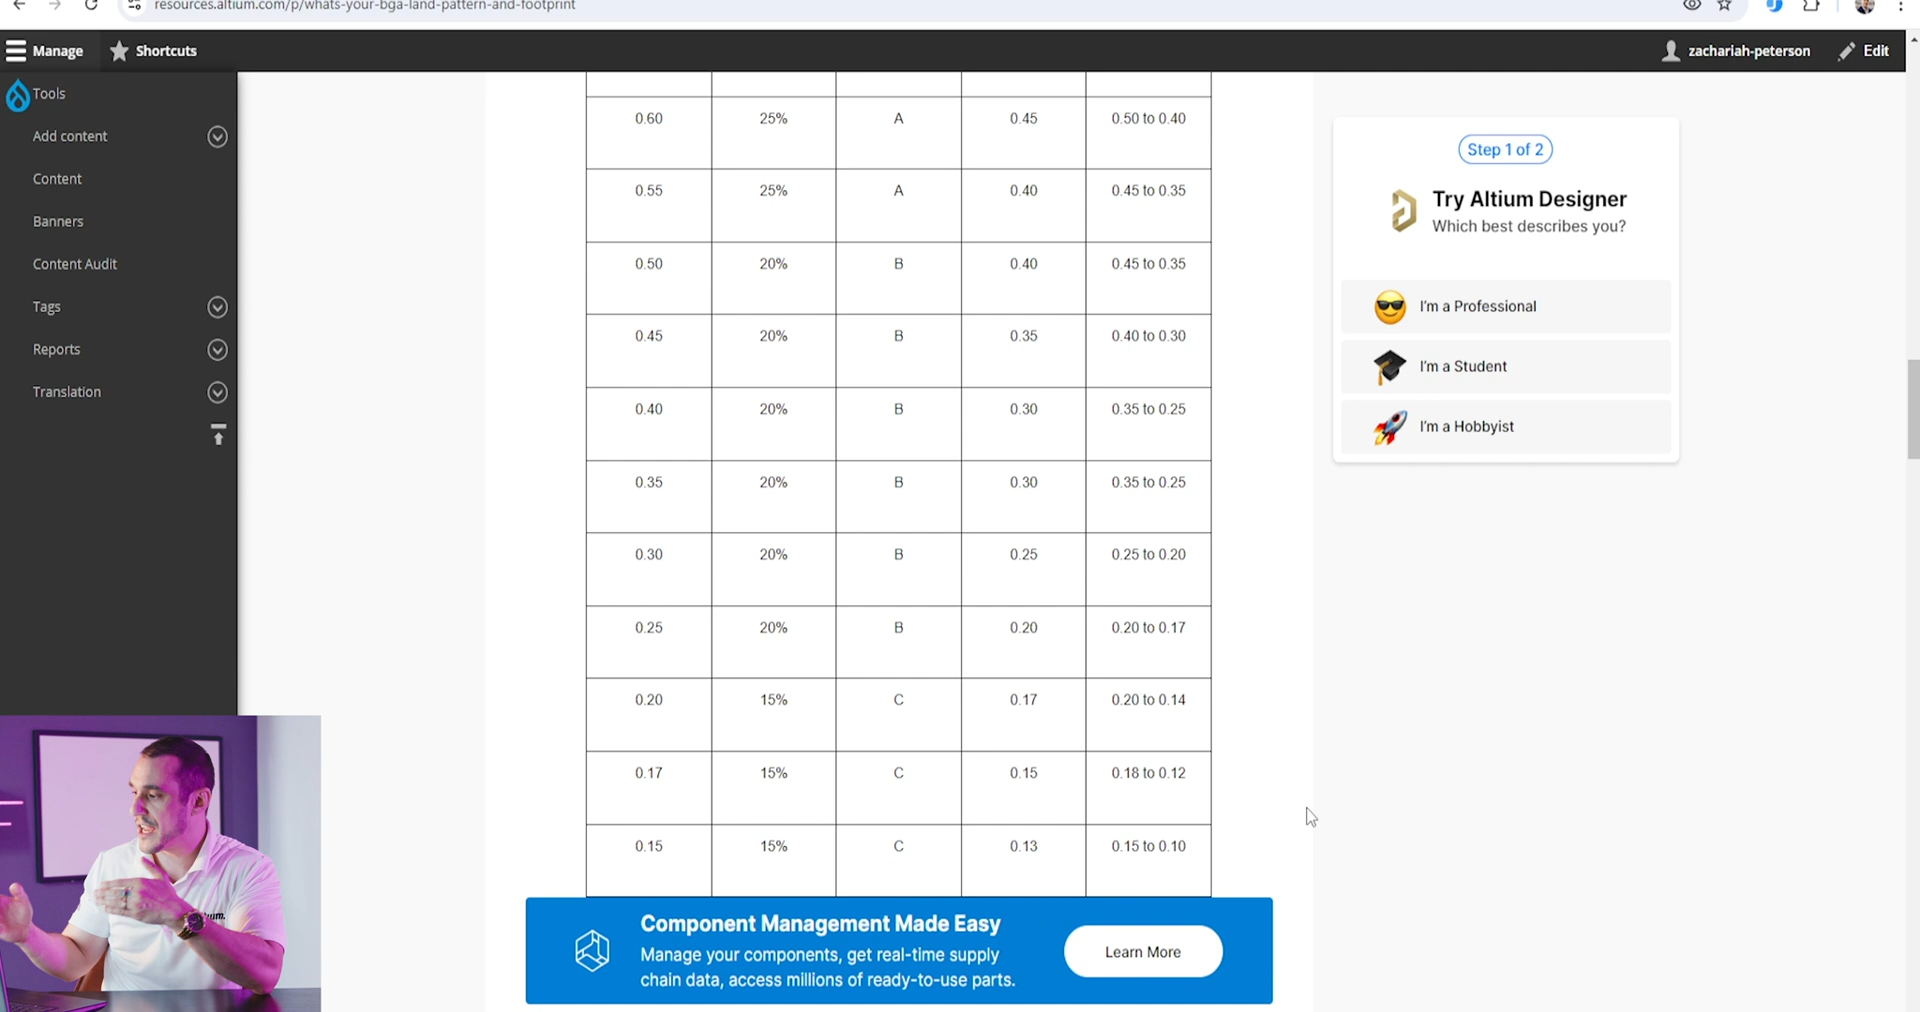 resources.altium.com/p/whats-your-bga-land-pattern-and-footprint
Manage Shortcuts zachariah-peterson Edit
Tools
Add content
Content
Banners
Content Audit
Tags
Reports
Translation
0.60 25% A 0.45 0.50 to 0.40
0.55 25% A 0.40 0.45 to 0.35
0.50 20% B 0.40 0.45 to 0.35
0.45 20% B 0.35 0.40 to 0.30
0.40 20% B 0.30 0.35 to 0.25
0.35 20% B 0.30 0.35 to 0.25
0.30 20% B 0.25 0.25 to 0.20
0.25 20% B 0.20 0.20 to 0.17
0.20 15% C 0.17 0.20 to 0.14
0.17 15% C 0.15 0.18 to 0.12
0.15 15% C 0.13 0.15 to 0.10
Step 1 of 2
Try Altium Designer
Which best describes you?
I'm a Professional
I'm a Student
I'm a Hobbyist
Component Management Made Easy
Manage your components, get real-time supply
chain data, access millions of ready-to-use parts.
Learn More